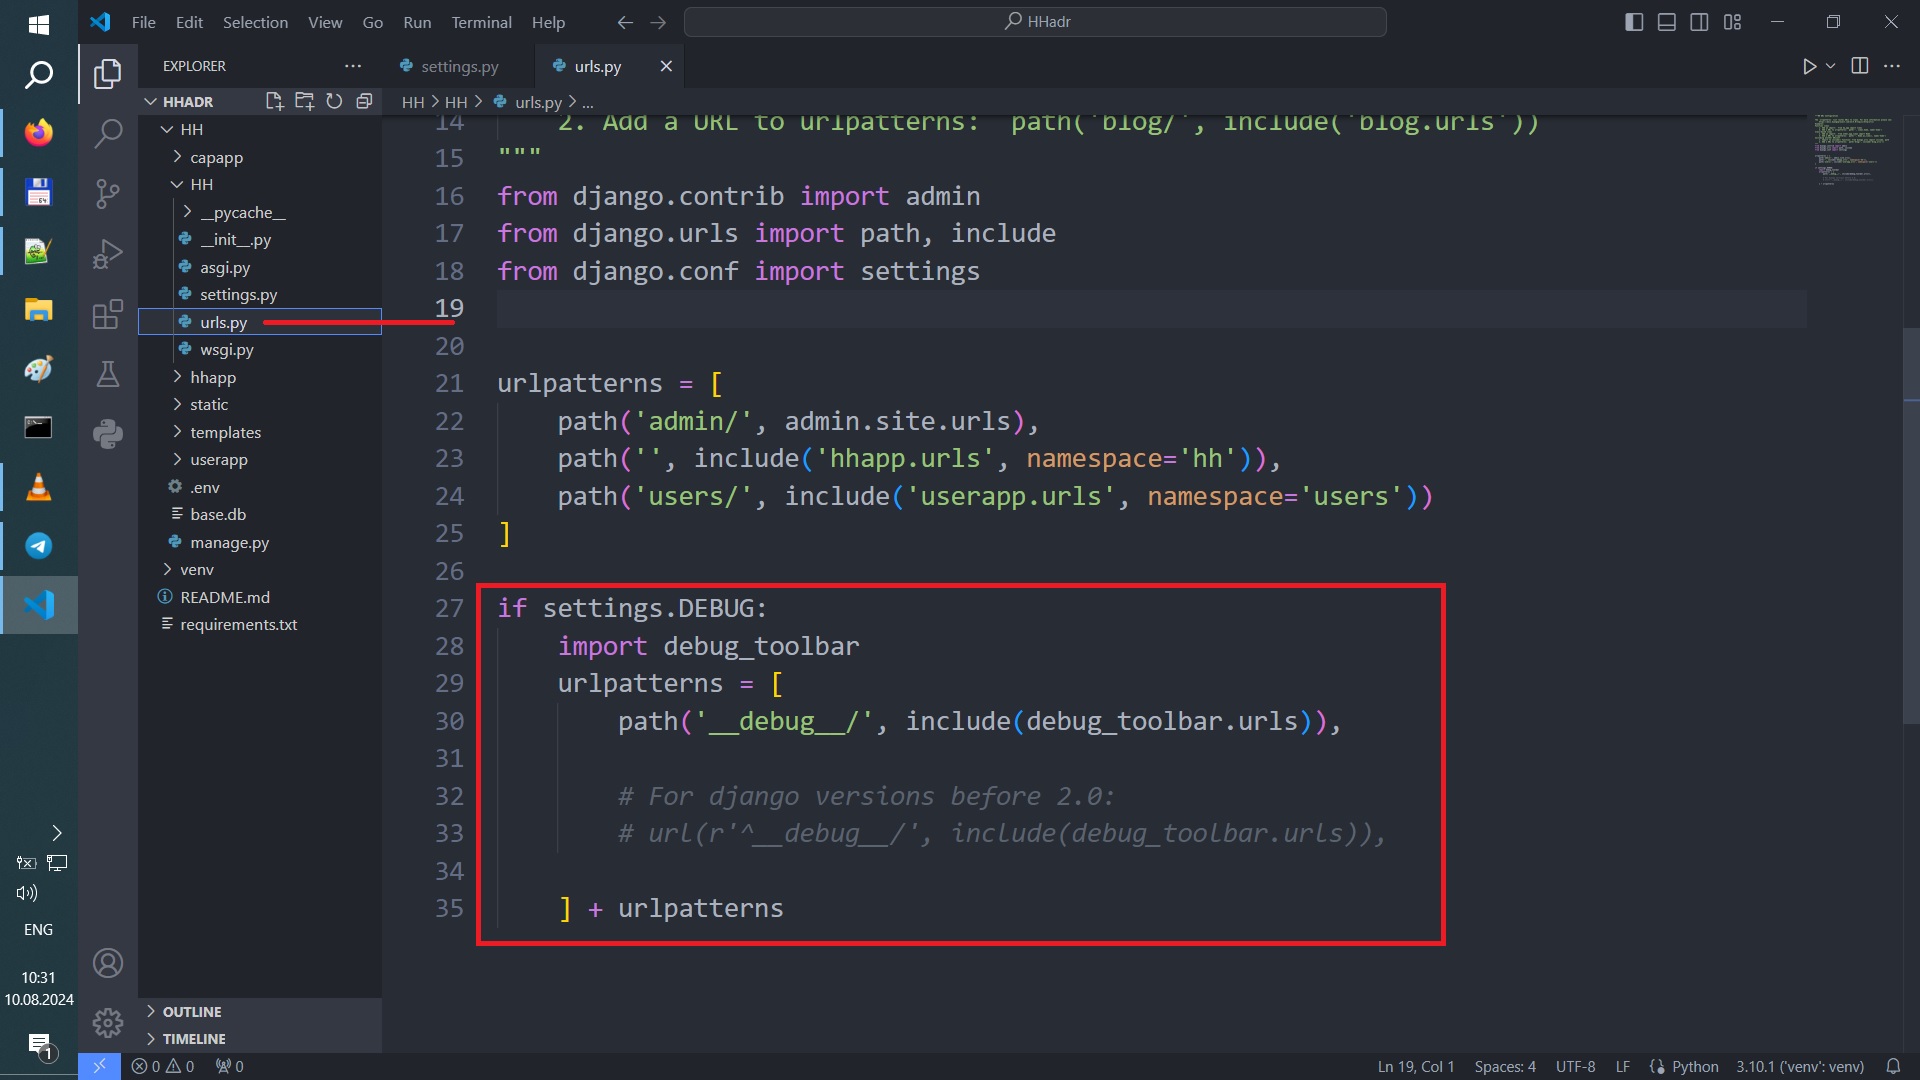 File Edit Selection View Go Run Terminal Help
HHadr
EXPLORER
settings.py
urls.py
HHADR
HH
capapp
HH
__pycache__
__init__.py
asgi.py
settings.py
urls.py
wsgi.py
hhapp
static
templates
userapp
.env
base.db
manage.py
venv
README.md
requirements.txt
OUTLINE
TIMELINE
HH > HH > urls.py > ...
14 2. Add a URL to urlpatterns:  path('blog/', include('blog.urls'))
15 """
16 from django.contrib import admin
17 from django.urls import path, include
18 from django.conf import settings
19
20
21 urlpatterns = [
22     path('admin/', admin.site.urls),
23     path('', include('hhapp.urls', namespace='hh')),
24     path('users/', include('userapp.urls', namespace='users'))
25 ]
26
27 if settings.DEBUG:
28     import debug_toolbar
29     urlpatterns = [
30         path('__debug__/', include(debug_toolbar.urls)),
31
32         # For django versions before 2.0:
33         # url(r'^__debug__/', include(debug_toolbar.urls)),
34
35     ] + urlpatterns
ENG
10:31
10.08.2024
1
0 0 0
Ln 19, Col 1 Spaces: 4 UTF-8 LF Python 3.10.1 ('venv': venv)